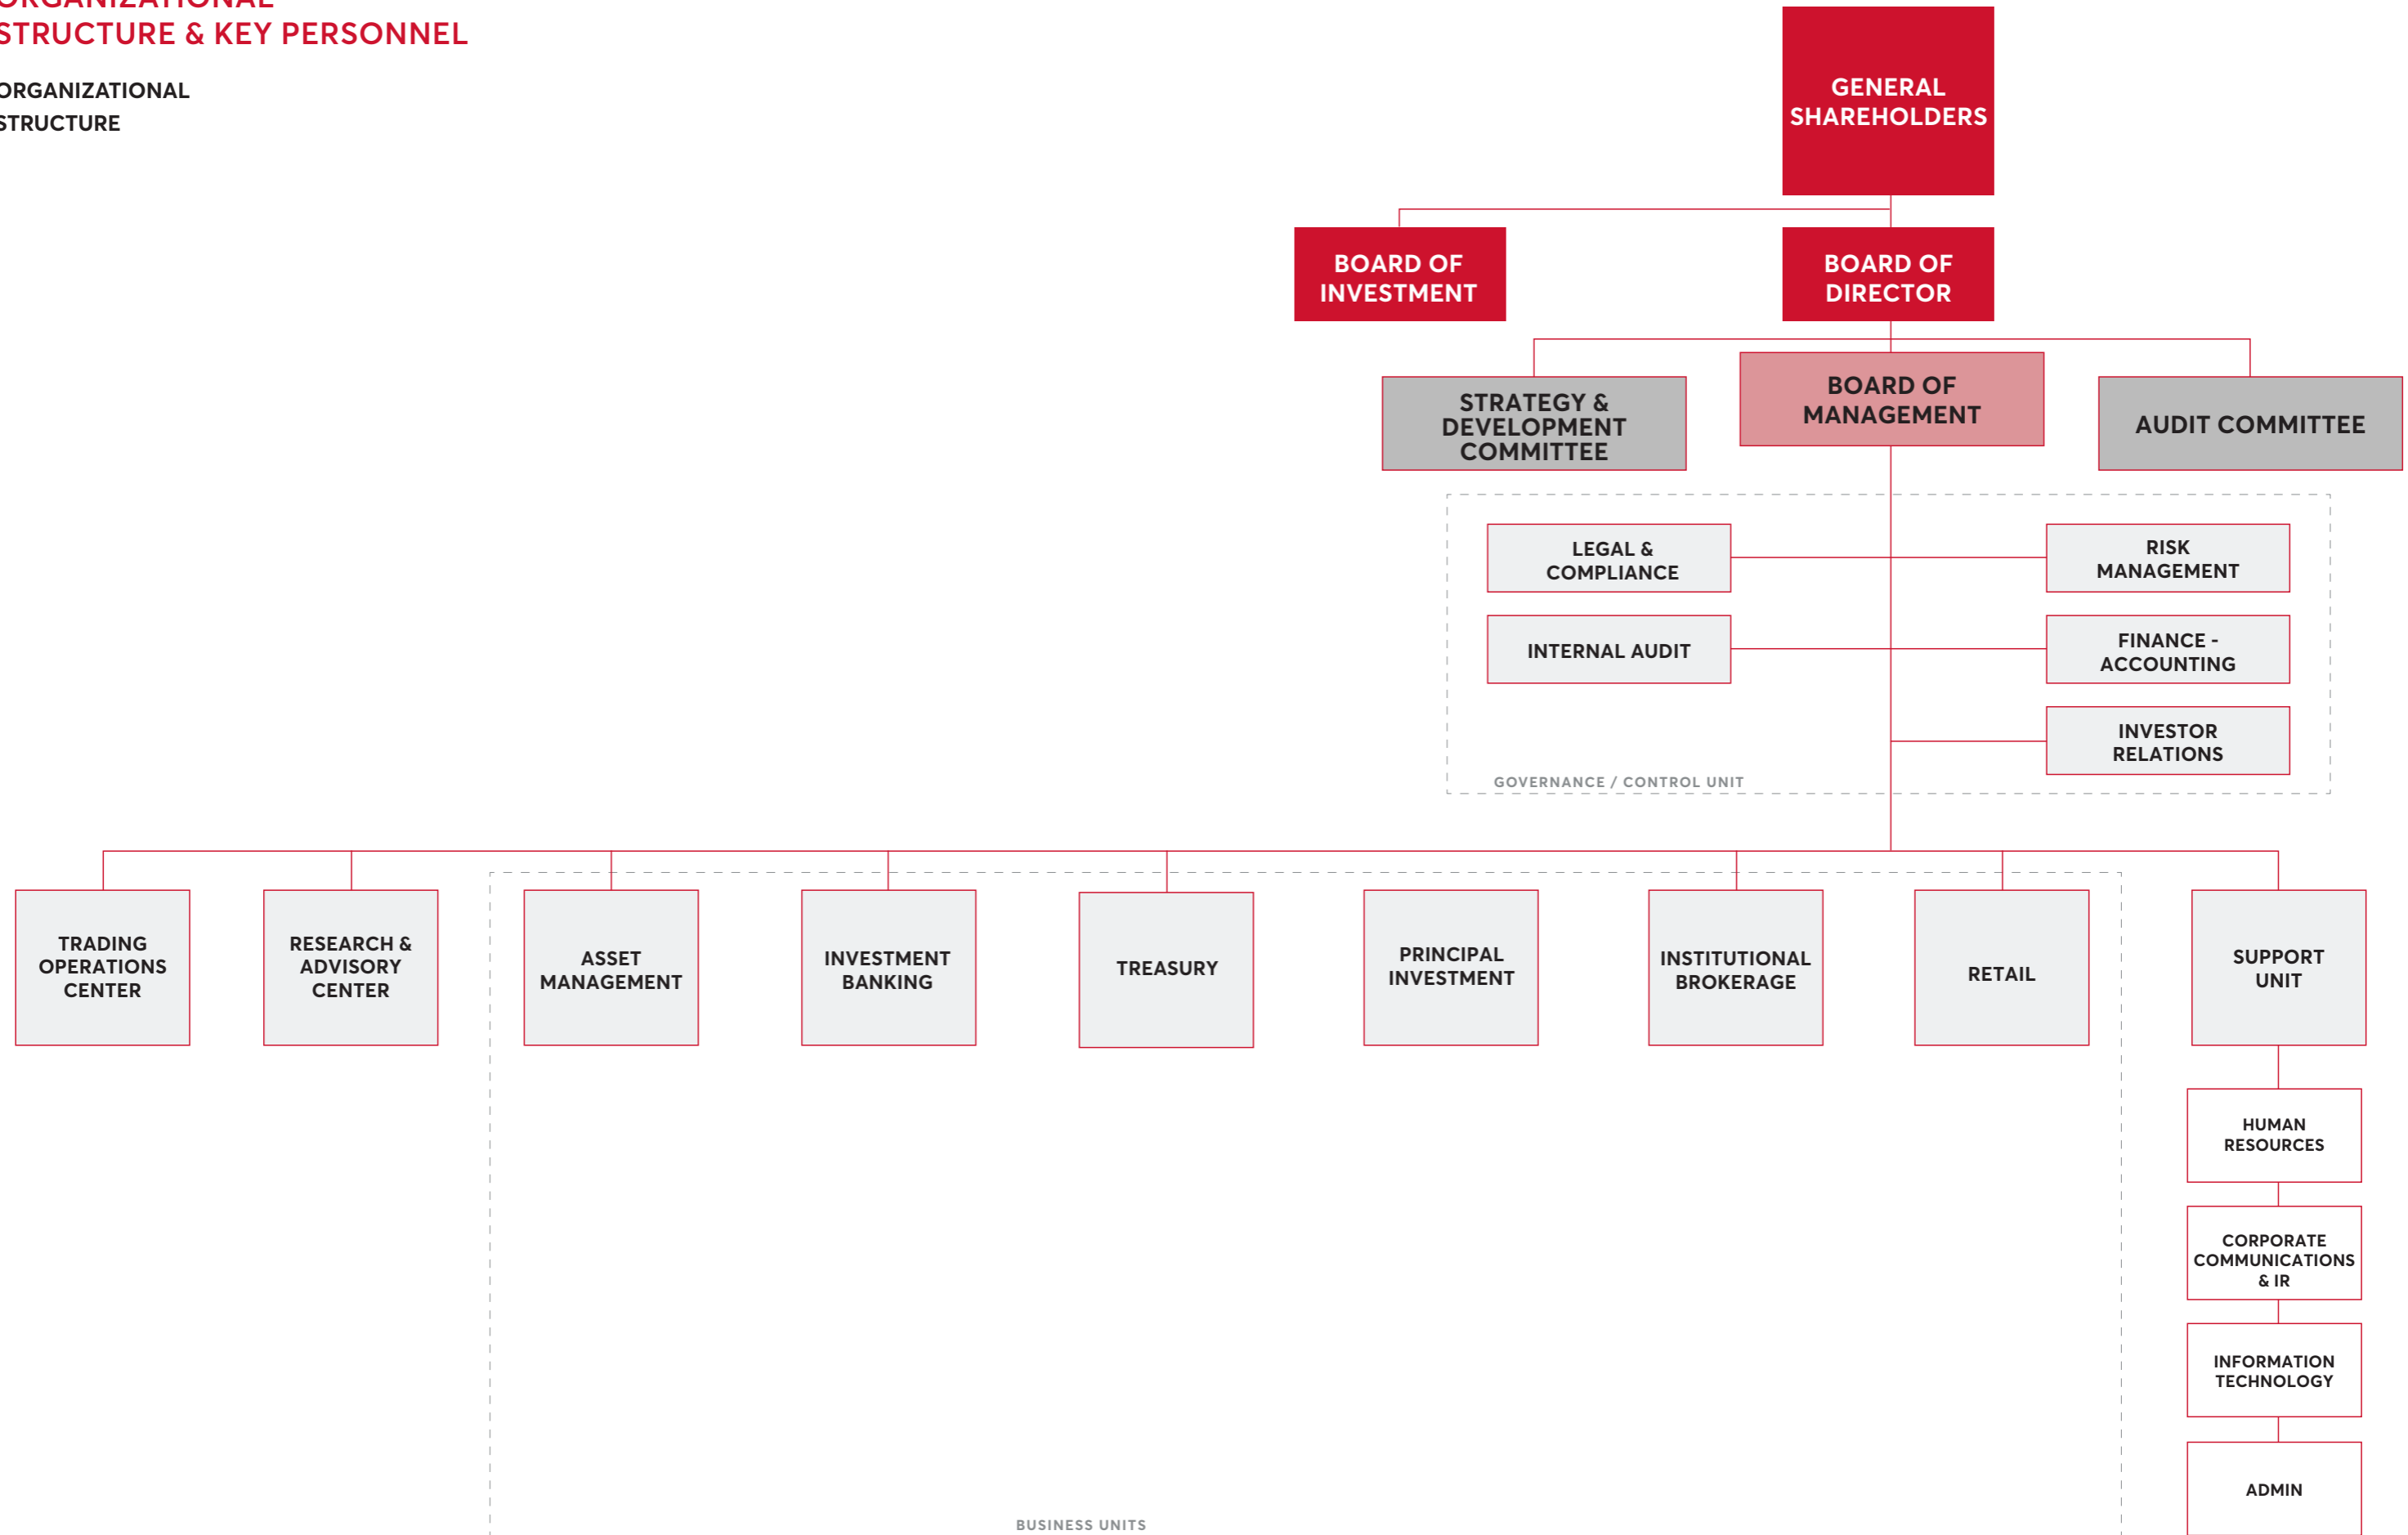 ORGANIZATIONAL
STRUCTURE & KEY PERSONNEL
ORGANIZATIONAL
STRUCTURE
GENERAL
SHAREHOLDERS
BOARD OF
INVESTMENT
BOARD OF
DIRECTOR
STRATEGY &
DEVELOPMENT
COMMITTEE
BOARD OF
MANAGEMENT
AUDIT COMMITTEE
LEGAL &
COMPLIANCE
RISK
MANAGEMENT
INTERNAL AUDIT
FINANCE -
ACCOUNTING
INVESTOR
RELATIONS
GOVERNANCE / CONTROL UNIT
TRADING
OPERATIONS
CENTER
RESEARCH &
ADVISORY
CENTER
ASSET
MANAGEMENT
INVESTMENT
BANKING
TREASURY
PRINCIPAL
INVESTMENT
INSTITUTIONAL
BROKERAGE
RETAIL
SUPPORT
UNIT
HUMAN
RESOURCES
CORPORATE
COMMUNICATIONS
& IR
INFORMATION
TECHNOLOGY
ADMIN
BUSINESS UNITS